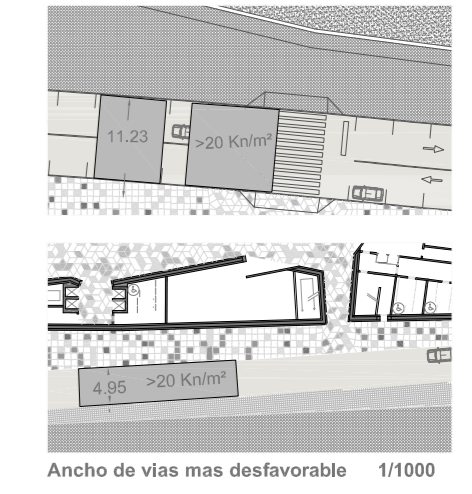 11.23
>20 Kn/m²
4.95 >20 Kn/m²
Ancho de vias mas desfavorable 1/1000